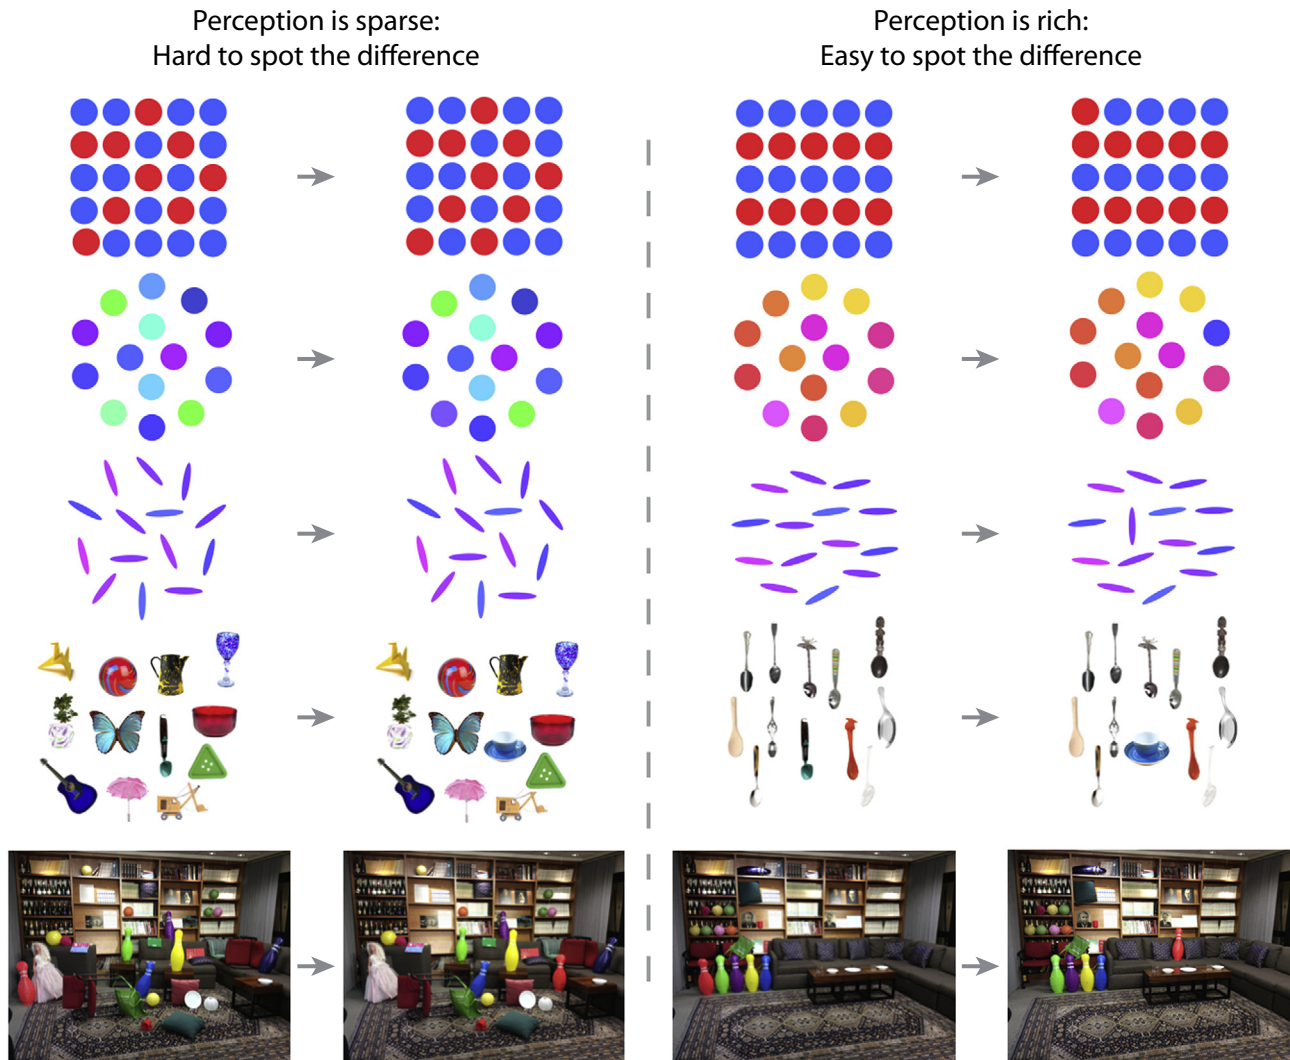 Perception is sparse:
Hard to spot the difference
Perception is rich:
Easy to spot the difference